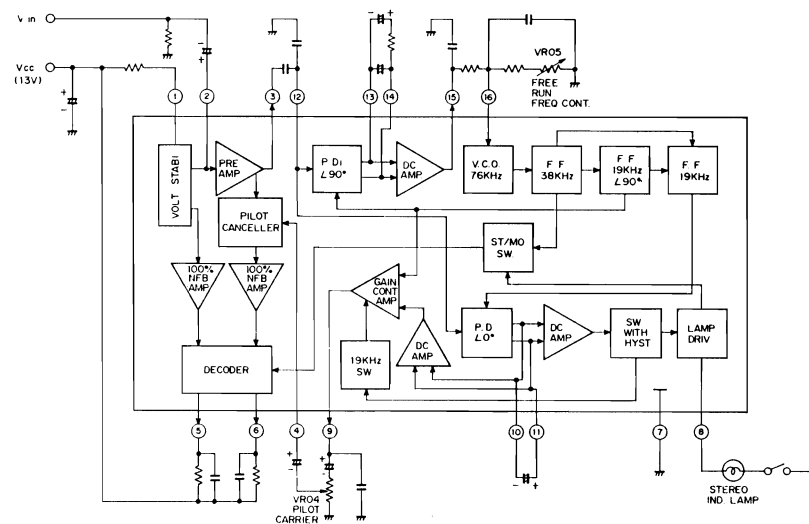 V in
Vcc
(13V)
VR05
FREE
RUN
FREQ CONT.
1
2
3
12
13
14
15
16
VOLT STABI
PRE
AMP
P. Di
∠90°
DC
AMP
V.C.O.
76KHz
F F
38KHz
F F
19KHz
∠90°
F. F
19KHz
PILOT
CANCELLER
ST/MO
SW.
100%
NFB
AMP
100%
NFB
AMP
GAIN
CONT
AMP
DC
AMP
19KHz
SW
P.D
∠0°
DC
AMP
SW
WITH
HYST
LAMP
DRIV
DECODER
5
6
4
9
10
11
7
8
VR04
PILOT
CARRIER
STEREO
IND. LAMP